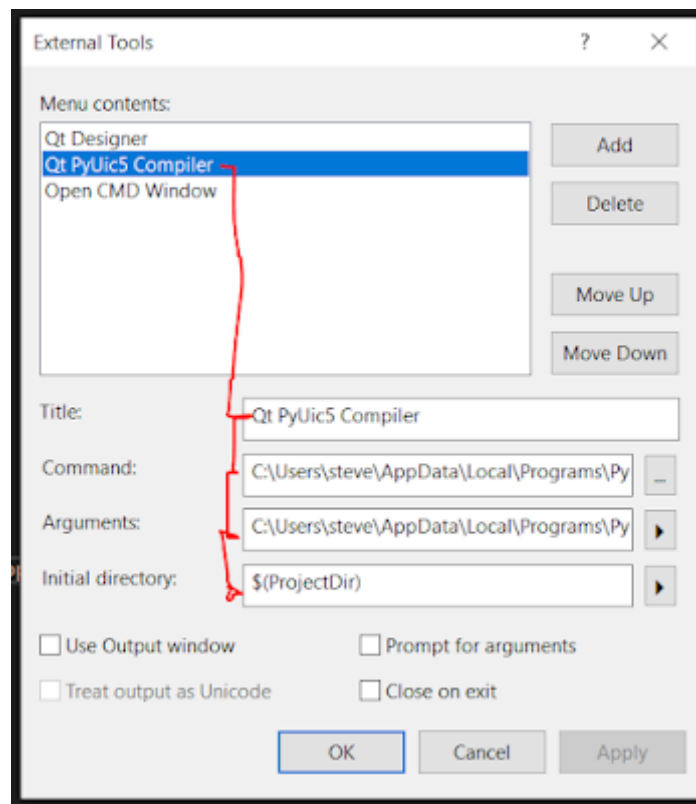 External Tools ? ×
Menu contents:
Qt Designer
Qt PyUic5 Compiler
Open CMD Window
Add
Delete
Move Up
Move Down
Title: Qt PyUic5 Compiler
Command: C:\Users\steve\AppData\Local\Programs\Py ...
Arguments: C:\Users\steve\AppData\Local\Programs\Py
Initial directory: $(ProjectDir)
Use Output window Prompt for arguments
Treat output as Unicode Close on exit
OK Cancel Apply